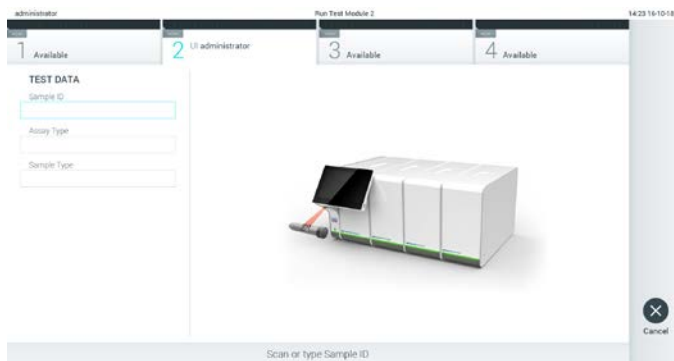 administrator Run Test Module 2 14:23 16-10-18
1 Available
2 UI administrator
3 Available
4 Available
TEST DATA
Sample ID
Assay Type
Sample Type
Cancel
Scan or type Sample ID